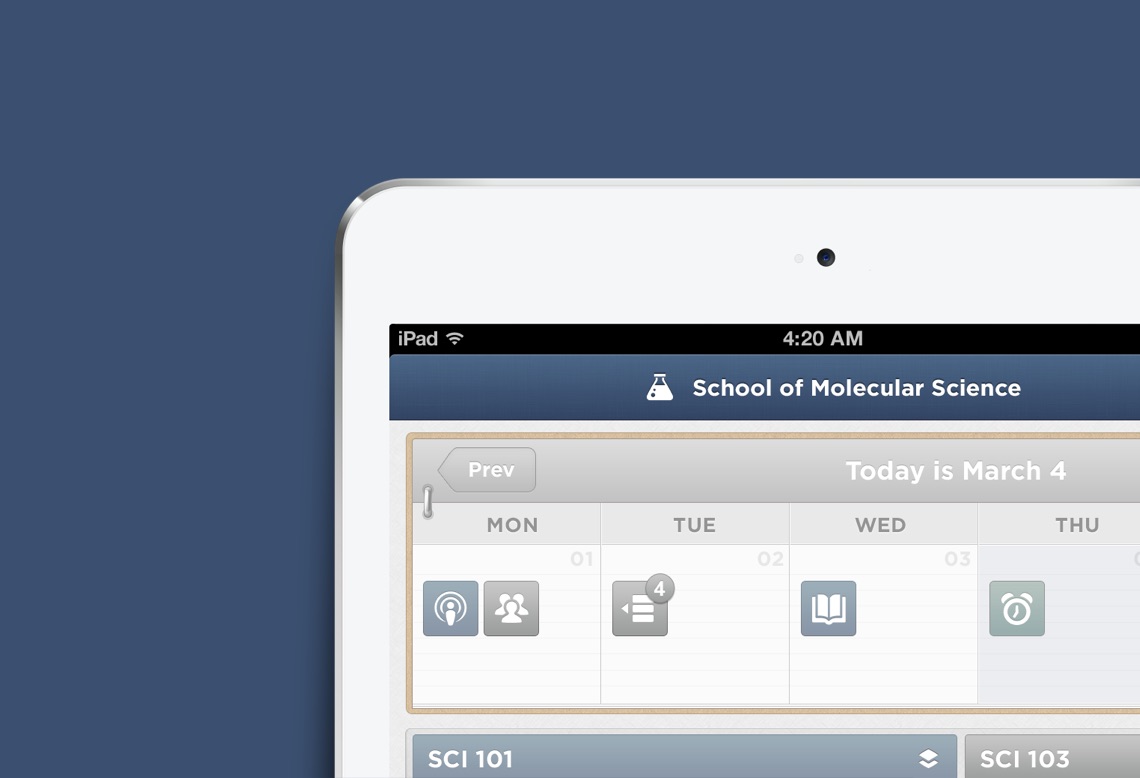 iPad
4:20 AM
School of Molecular Science
Prev
Today is March 4
MON
TUE
WED
THU
01
02
03
4
SCI 101
SCI 103